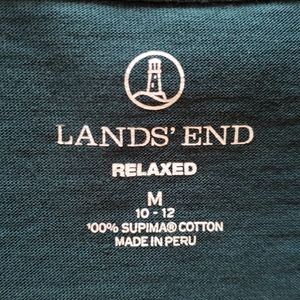 LANDS' END
RELAXED
M
10 - 12
100% SUPIMA® COTTON
MADE IN PERU